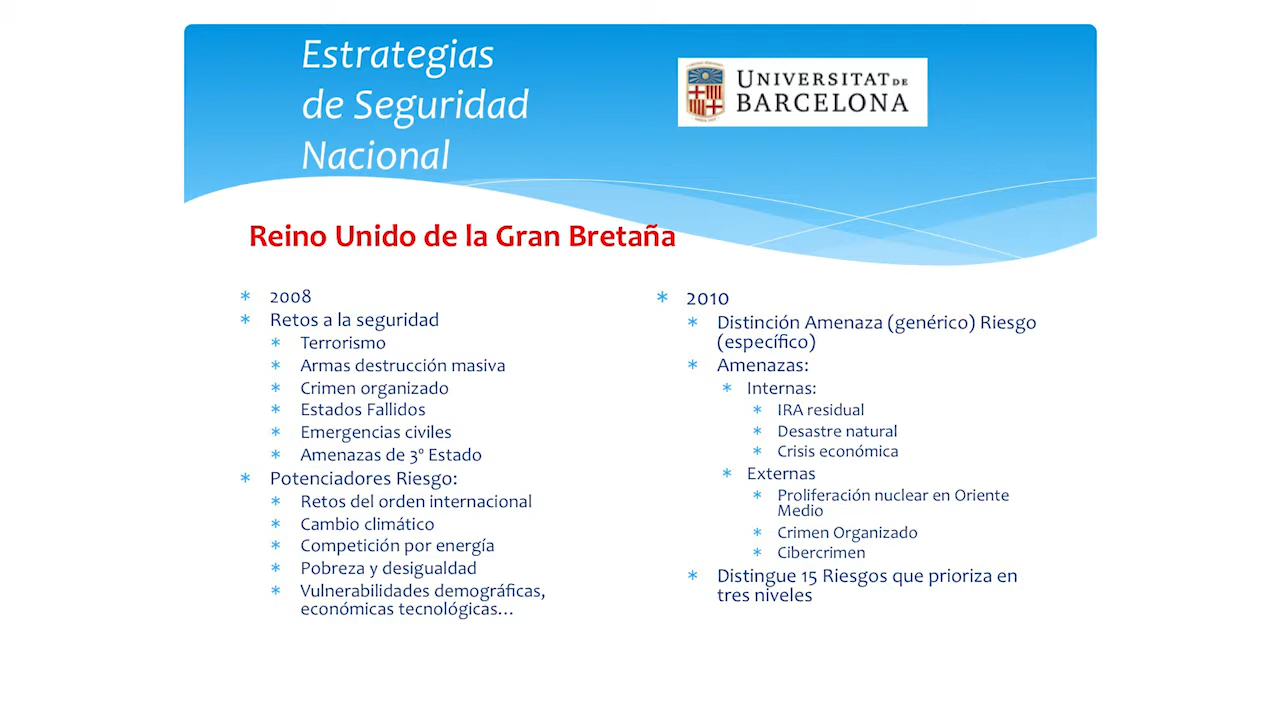 Estrategias
de Seguridad
Nacional
UNIVERSITAT DE
BARCELONA
Reino Unido de la Gran Bretaña
* 2008
* Retos a la seguridad
* Terrorismo
* Armas destrucción masiva
* Crimen organizado
* Estados Fallidos
* Emergencias civiles
* Amenazas de 3º Estado
* Potenciadores Riesgo:
* Retos del orden internacional
* Cambio climático
* Competición por energía
* Pobreza y desigualdad
* Vulnerabilidades demográficas,
económicas tecnológicas…
* 2010
* Distinción Amenaza (genérico) Riesgo
(específico)
* Amenazas:
* Internas:
* IRA residual
* Desastre natural
* Crisis económica
* Externas
* Proliferación nuclear en Oriente
Medio
* Crimen Organizado
* Cibercrimen
* Distingue 15 Riesgos que prioriza en
tres niveles